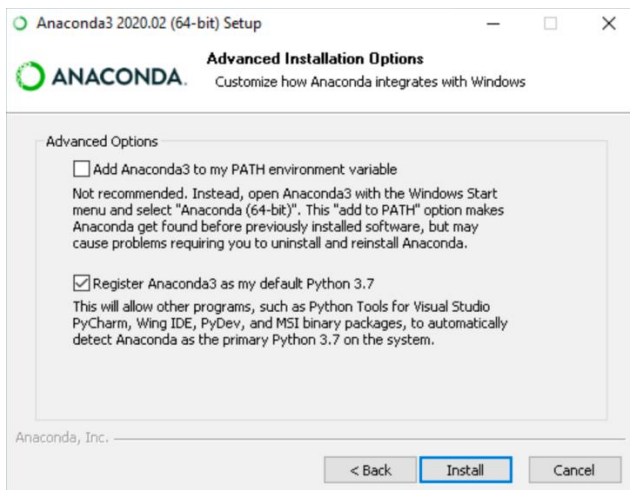 Anaconda3 2020.02 (64-bit) Setup
ANACONDA.
Advanced Installation Options
Customize how Anaconda integrates with Windows
Advanced Options
Add Anaconda3 to my PATH environment variable
Not recommended. Instead, open Anaconda3 with the Windows Start
menu and select "Anaconda (64-bit)". This "add to PATH" option makes
Anaconda get found before previously installed software, but may
cause problems requiring you to uninstall and reinstall Anaconda.
Register Anaconda3 as my default Python 3.7
This will allow other programs, such as Python Tools for Visual Studio
PyCharm, Wing IDE, PyDev, and MSI binary packages, to automatically
detect Anaconda as the primary Python 3.7 on the system.
Anaconda, Inc.
< Back
Install
Cancel